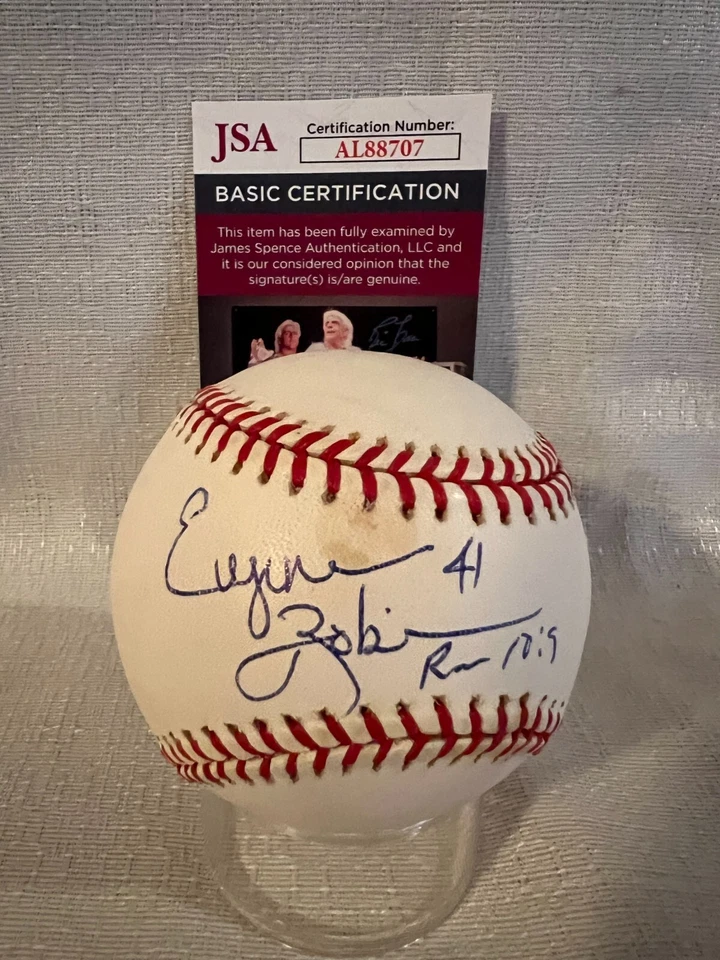 JSA
Certification Number:
AL88707
BASIC CERTIFICATION
This item has been fully examined by
James Spence Authentication, LLC and
it is our considered opinion that the
signature(s) is/are genuine.
Eugene 41
Robin
Rom 10:9